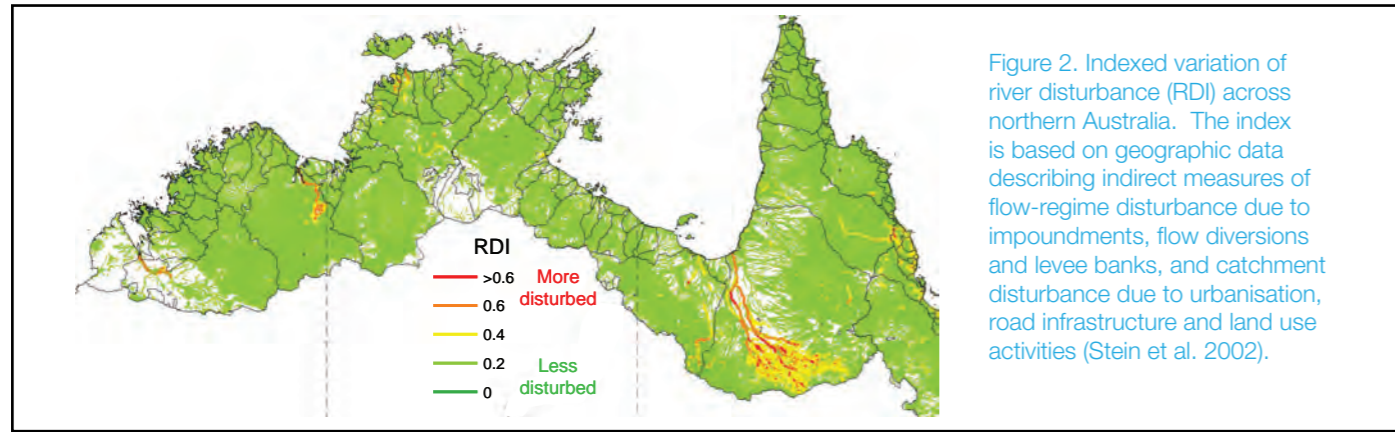 Figure 2. Indexed variation of
river disturbance (RDI) across
northern Australia. The index
is based on geographic data
describing indirect measures of
flow-regime disturbance due to
impoundments, flow diversions
and levee banks, and catchment
disturbance due to urbanisation,
road infrastructure and land use
activities (Stein et al. 2002).
RDI
>0.6 More
0.6 disturbed
0.4
0.2 Less
0 disturbed